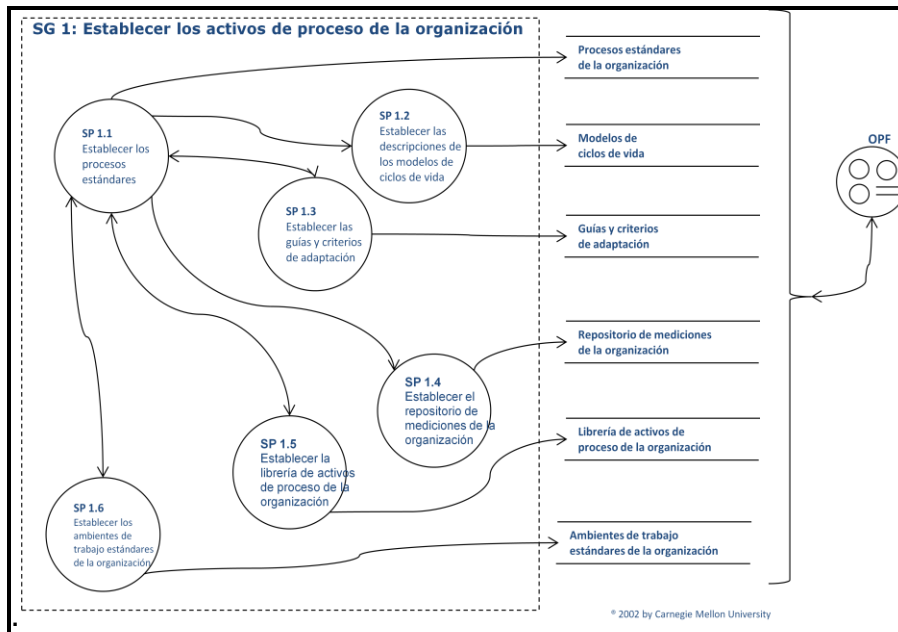 SG 1: Establecer los activos de proceso de la organización
Procesos estándares
de la organización
SP 1.1
Establecer los
procesos
estándares
SP 1.2
Establecer las
descripciones de
los modelos de
ciclos de vida
Modelos de
ciclos de vida
OPF
SP 1.3
Establecer las
guías y criterios
de adaptación
Guías y criterios
de adaptación
Repositorio de mediciones
de la organización
SP 1.4
Establecer el
repositorio de
mediciones de la
organización
SP 1.5
Establecer la
librería de activos
de proceso de la
organización
Librería de activos de
proceso de la organización
SP 1.6
Establecer los
ambientes de
trabajo estándares
de la organización
Ambientes de trabajo
estándares de la organización
® 2002 by Carnegie Mellon University
.